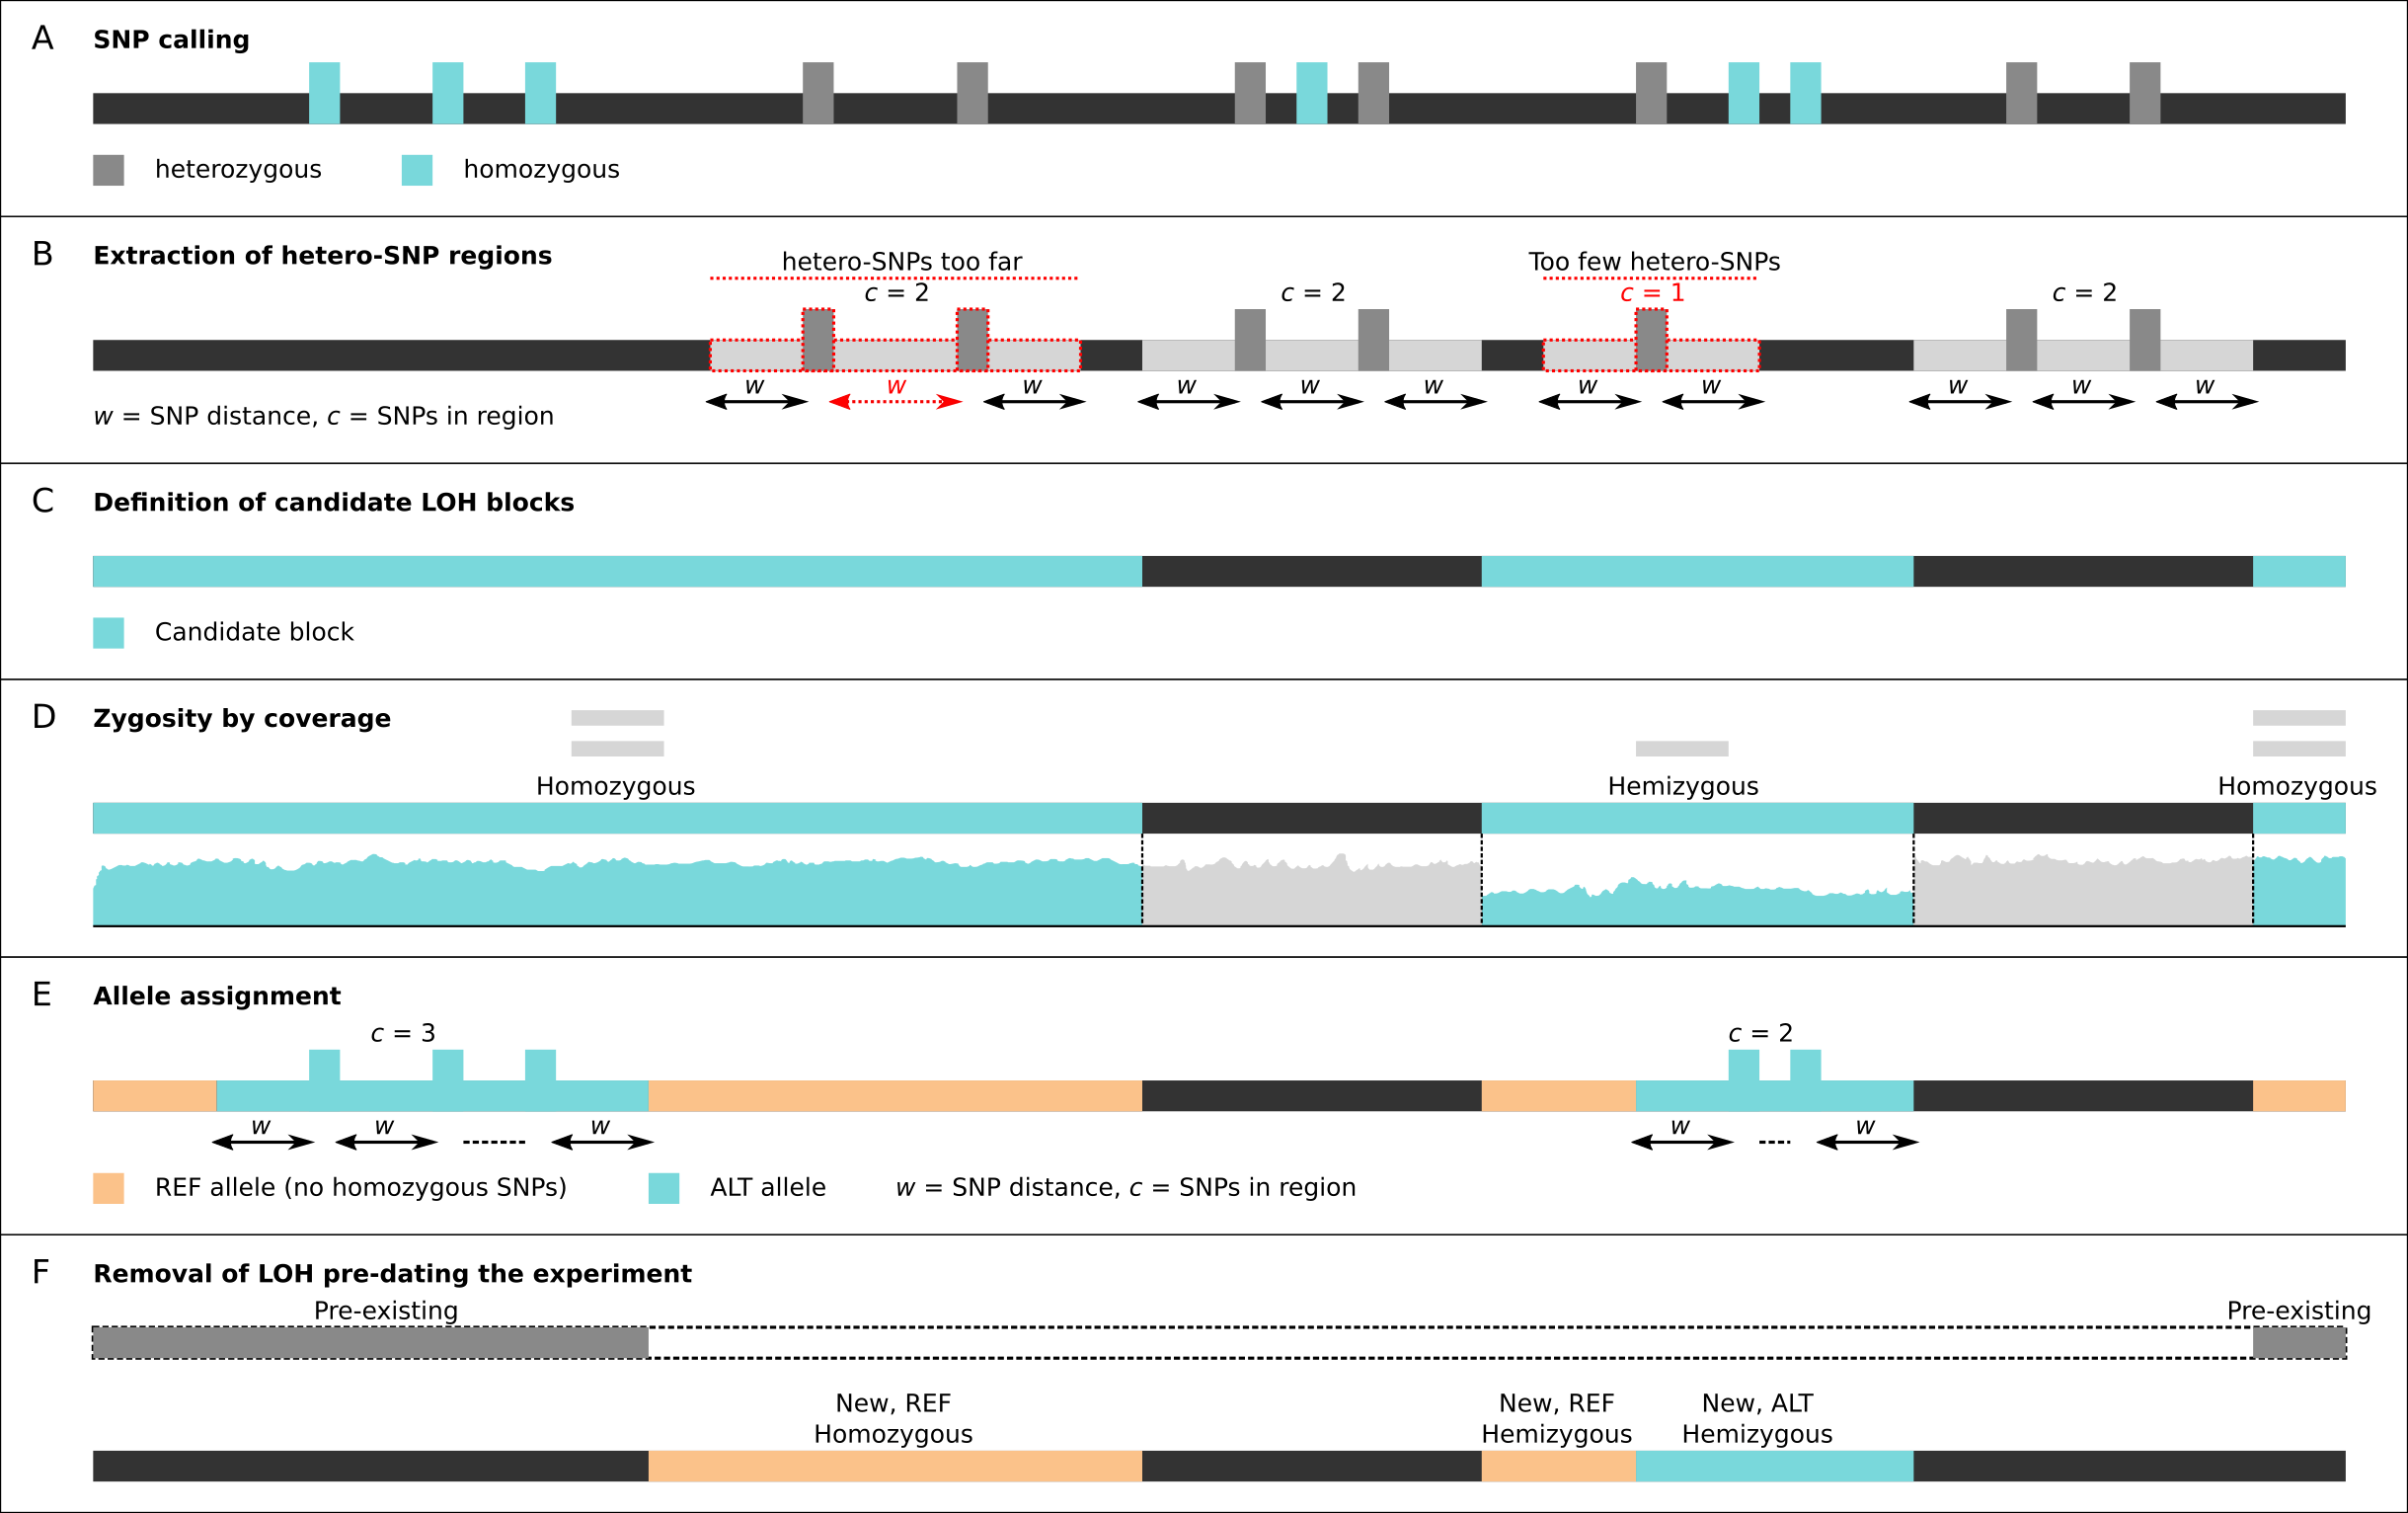 A SNP calling
heterozygous homozygous
B Extraction of hetero-SNP regions
hetero-SNPs too far Too few hetero-SNPs
c = 2 c = 2 c = 1 c = 2
w w w w w w w w w w w
w = SNP distance, c = SNPs in region
C Definition of candidate LOH blocks
Candidate block
D Zygosity by coverage
Homozygous Hemizygous Homozygous
E Allele assignment
c = 3 c = 2
w w w w w
REF allele (no homozygous SNPs) ALT allele w = SNP distance, c = SNPs in region
F Removal of LOH pre-dating the experiment
Pre-existing Pre-existing
New, REF New, REF New, ALT
Homozygous Hemizygous Hemizygous